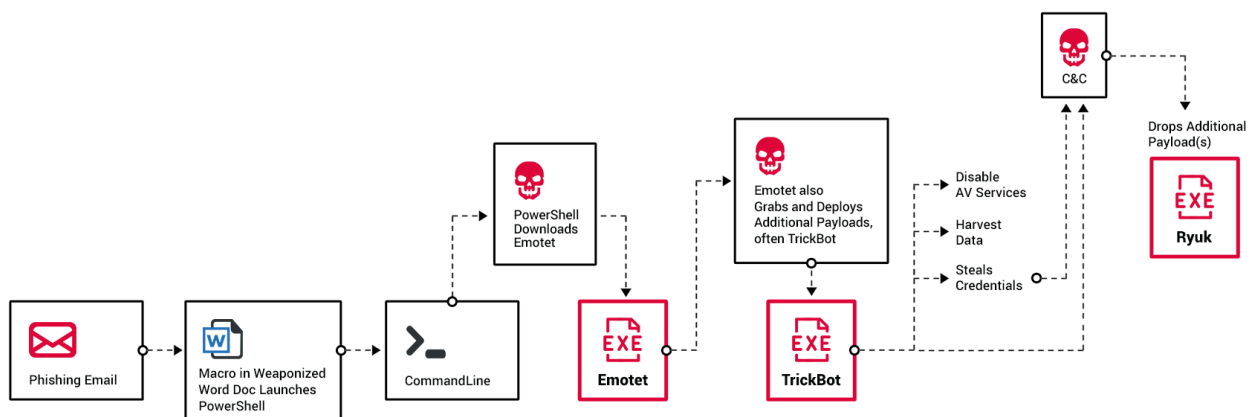 Phishing Email
W
Macro in Weaponized
Word Doc Launches
PowerShell
CommandLine
PowerShell
Downloads
Emotet
EXE
Emotet
Emotet also
Grabs and Deploys
Additional Payloads,
often TrickBot
EXE
TrickBot
Disable
AV Services
Harvest
Data
Steals
Credentials
C&C
Drops Additional
Payload(s)
EXE
Ryuk